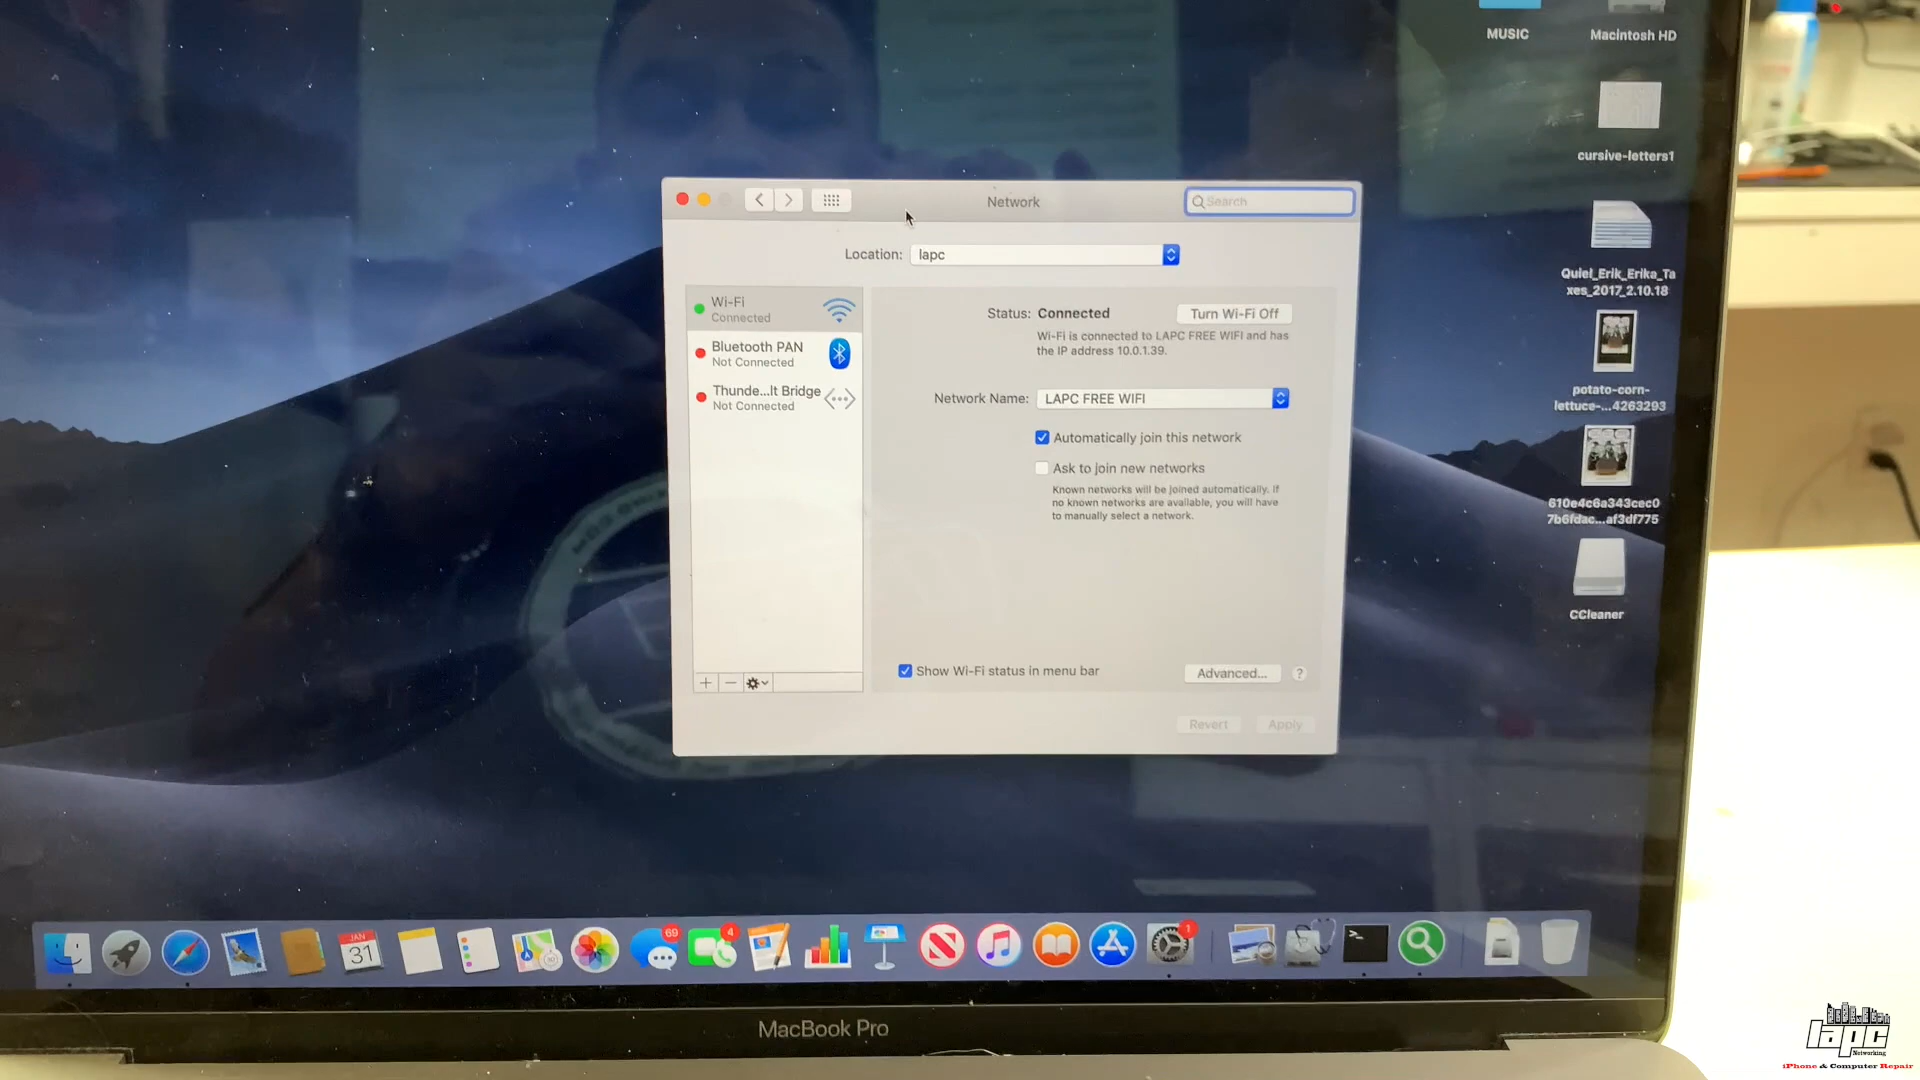 MUSIC
Macintosh HD
cursive-letters1
Quiel_Erik_Erika_Ta
xes_2017_2.10.18
potato-corn-
lettuce-...4263293
610e4c6a343cec0
7b6fdac...af3df775
CCleaner
Network
Search
Location:
lapc
Wi-Fi
Connected
Bluetooth PAN
Not Connected
Thunde...lt Bridge
Not Connected
Status: Connected
Turn Wi-Fi Off
Wi-Fi is connected to LAPC FREE WIFI and has
the IP address 10.0.1.39.
Network Name:
LAPC FREE WIFI
Automatically join this network
Ask to join new networks
Known networks will be joined automatically. If
no known networks are available, you will have
to manually select a network.
Show Wi-Fi status in menu bar
Advanced...
?
Revert
Apply
JAN
31
69
4
1
MacBook Pro
lapc
Networking
iPhone & Computer Repair